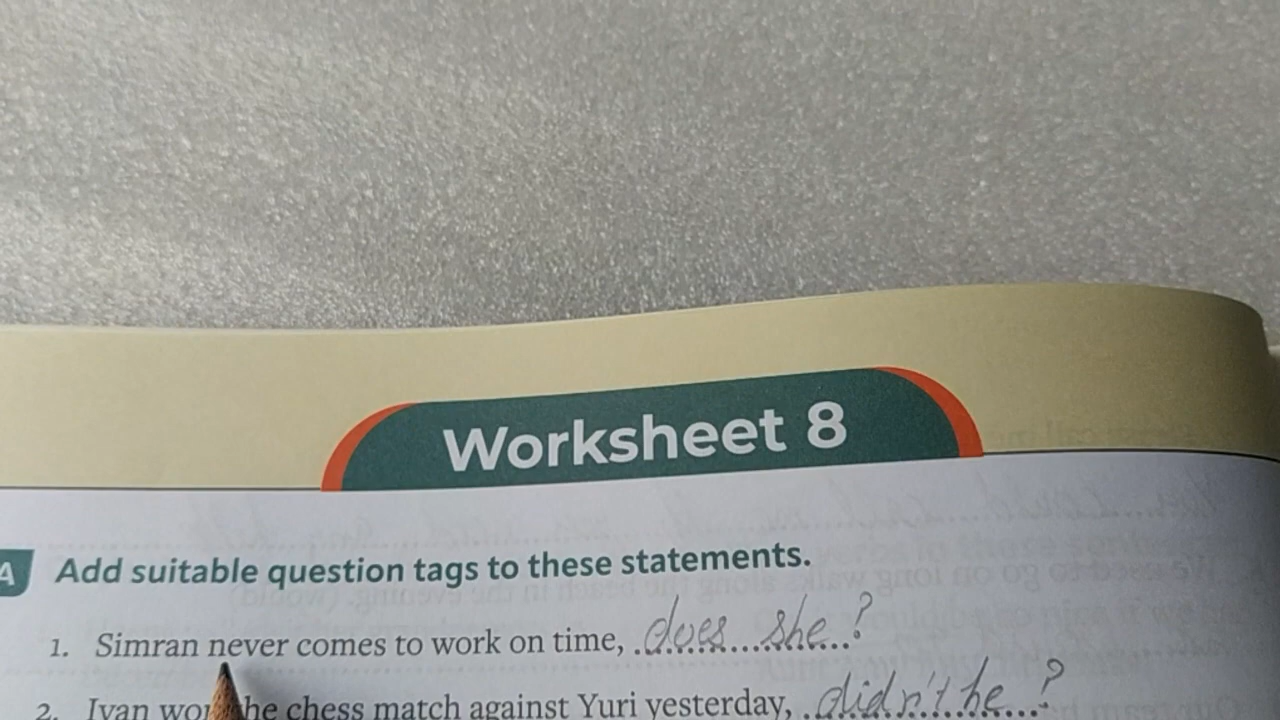 Worksheet 8
A Add suitable question tags to these statements.
1. Simran never comes to work on time, does she?
2. Ivan won the chess match against Yuri yesterday, didn't he?